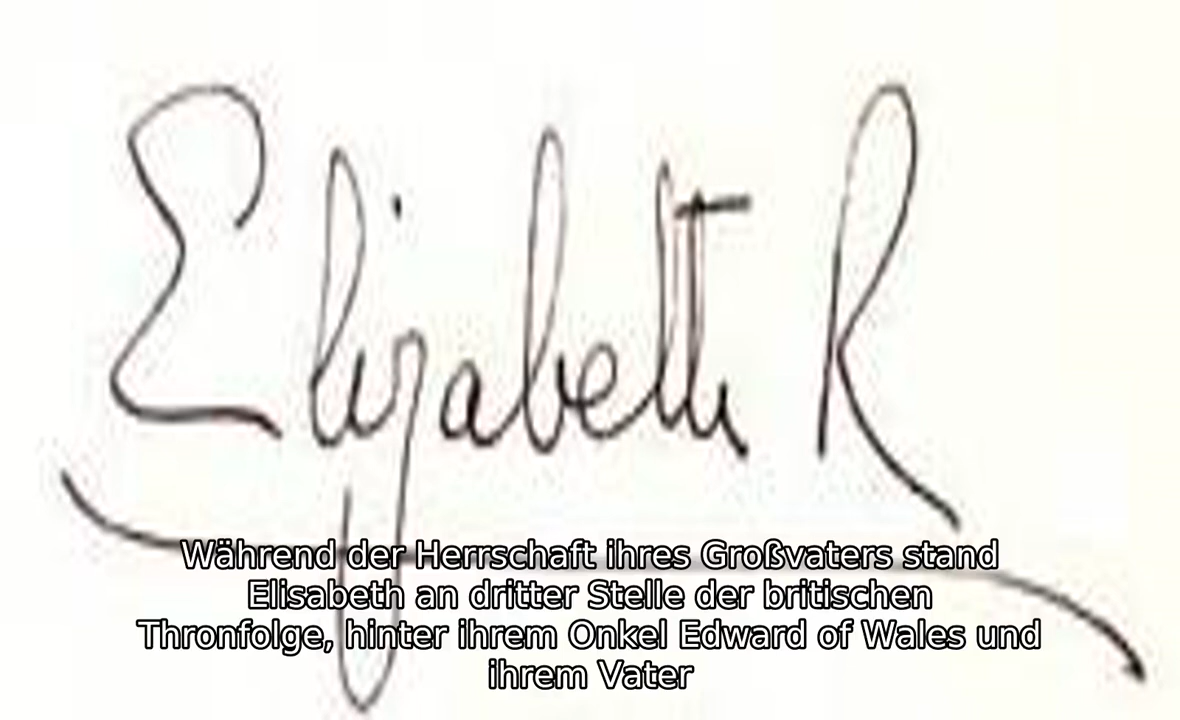 Elizabeth R
Während der Herrschaft ihres Großvaters stand
Elisabeth an dritter Stelle der britischen
Thronfolge, hinter ihrem Onkel Edward of Wales und
ihrem Vater